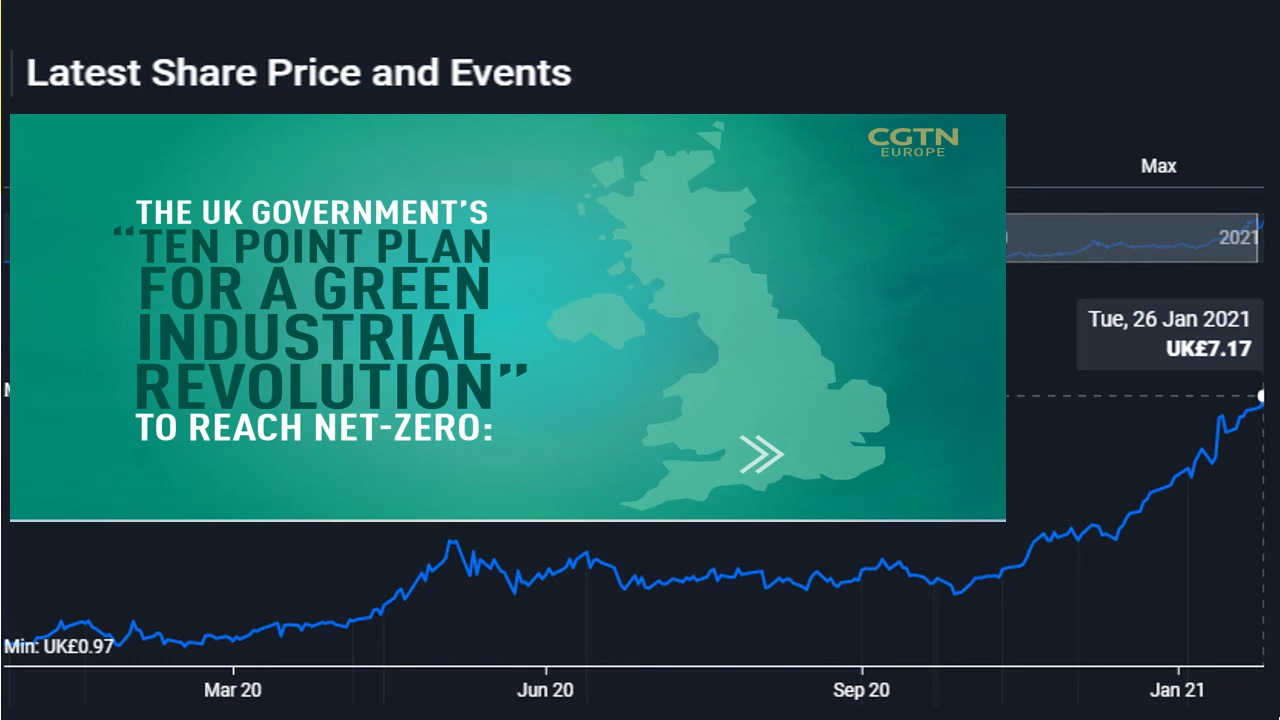 Latest Share Price and Events
CGTN
EUROPE
Max
THE UK GOVERNMENT'S
“TEN POINT PLAN
FOR A GREEN
INDUSTRIAL
REVOLUTION”
TO REACH NET-ZERO:
2021
Tue, 26 Jan 2021
UK£7.17
Min: UK£0.97
Mar 20
Jun 20
Sep 20
Jan 21